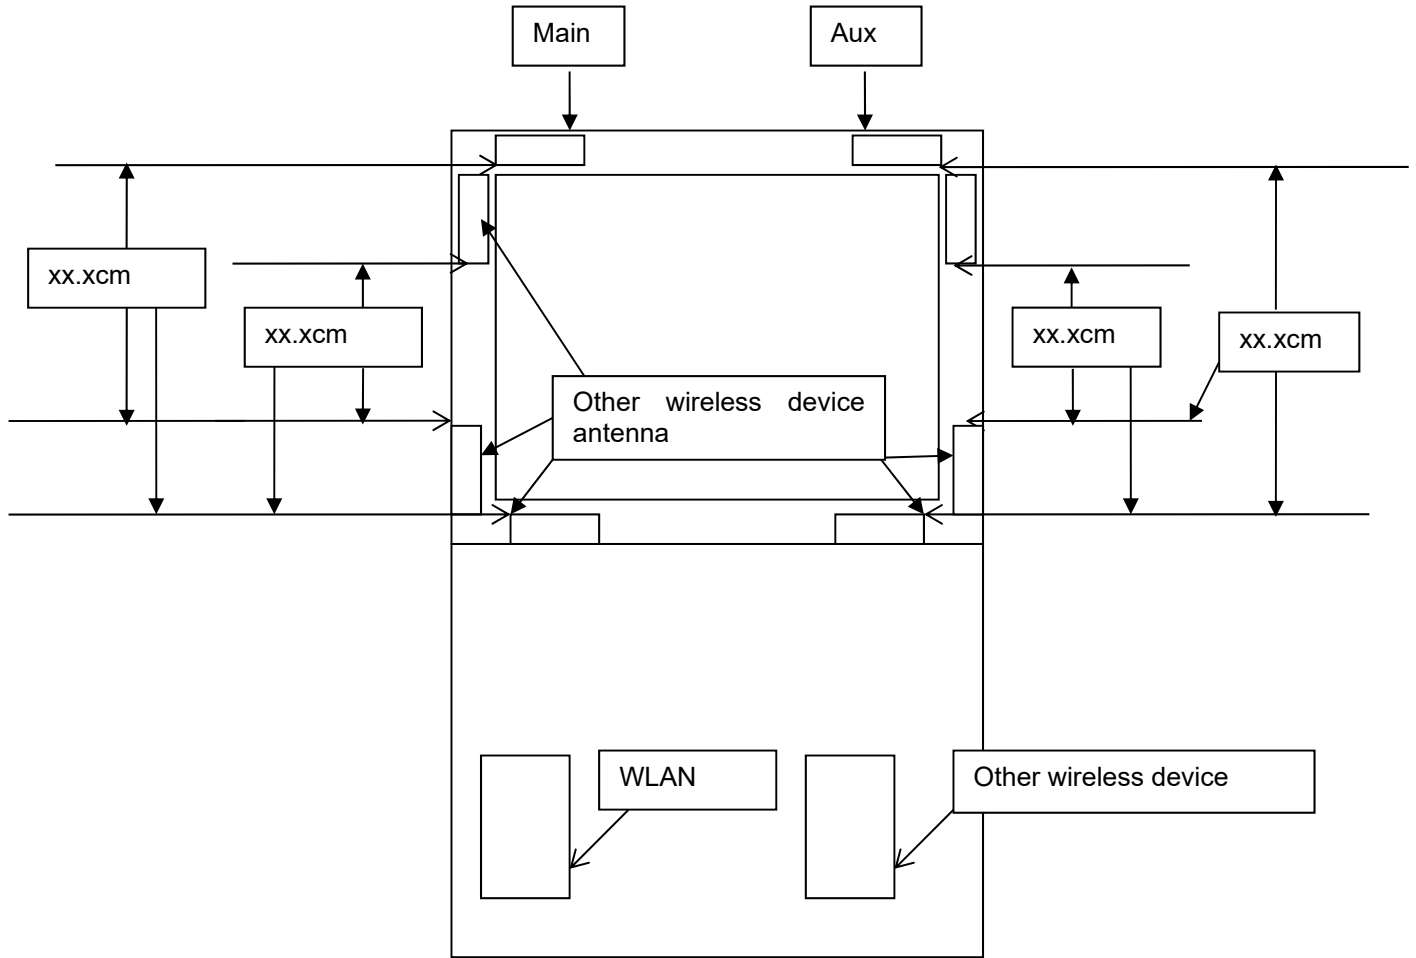 Main
Aux
xx.xcm
xx.xcm
xx.xcm
xx.xcm
Other wireless device
antenna
WLAN
Other wireless device